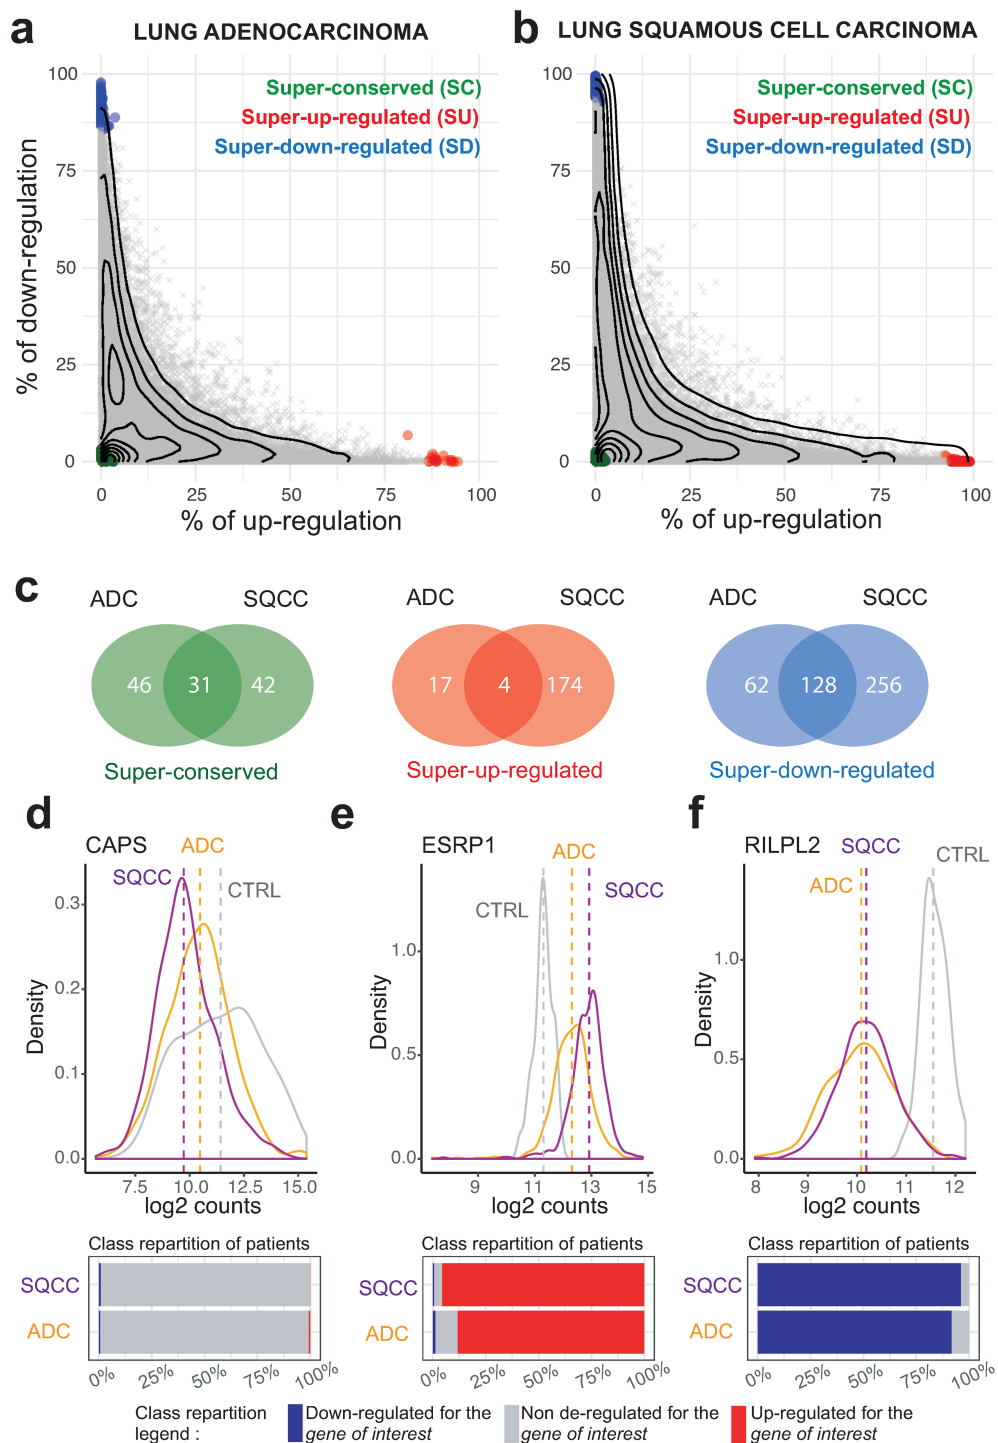 a
LUNG ADENOCARCINOMA
b
LUNG SQUAMOUS CELL CARCINOMA
% of down-regulation
100
75
50
25
0
Super-conserved (SC)
Super-up-regulated (SU)
Super-down-regulated (SD)
0 25 50 75 100
% of up-regulation
100
75
50
25
0
Super-conserved (SC)
Super-up-regulated (SU)
Super-down-regulated (SD)
0 25 50 75 100
% of up-regulation
c
ADC SQCC
46 31 42
Super-conserved
ADC SQCC
17 4 174
Super-up-regulated
ADC SQCC
62 128 256
Super-down-regulated
d
CAPS
ADC
SQCC
CTRL
Density
0.3
0.2
0.1
0.0
7.5 10.0 12.5 15.0
log2 counts
e
ESRP1
ADC
SQCC
CTRL
Density
1.0
0.5
0.0
9 11 13 15
log2 counts
f
RILPL2
SQCC
CTRL
ADC
Density
1.0
0.5
0.0
8 9 10 11 12
log2 counts
Class repartition of patients
SQCC
ADC
0% 25% 50% 75% 100%
Class repartition of patients
SQCC
ADC
0% 25% 50% 75% 100%
Class repartition of patients
SQCC
ADC
0% 25% 50% 75% 100%
Class repartition
legend :
Down-regulated for the
gene of interest
Non de-regulated for the
gene of interest
Up-regulated for the
gene of interest